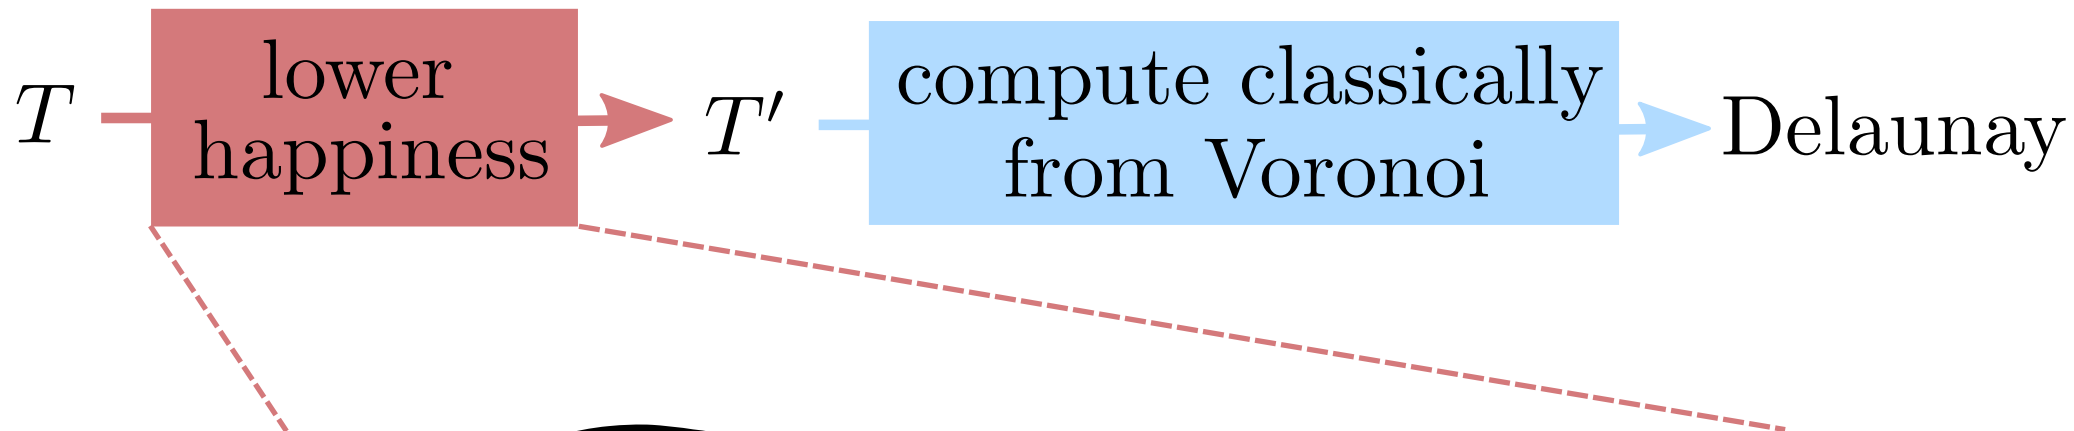 T
lower
happiness
T′
compute classically
from Voronoi
Delaunay